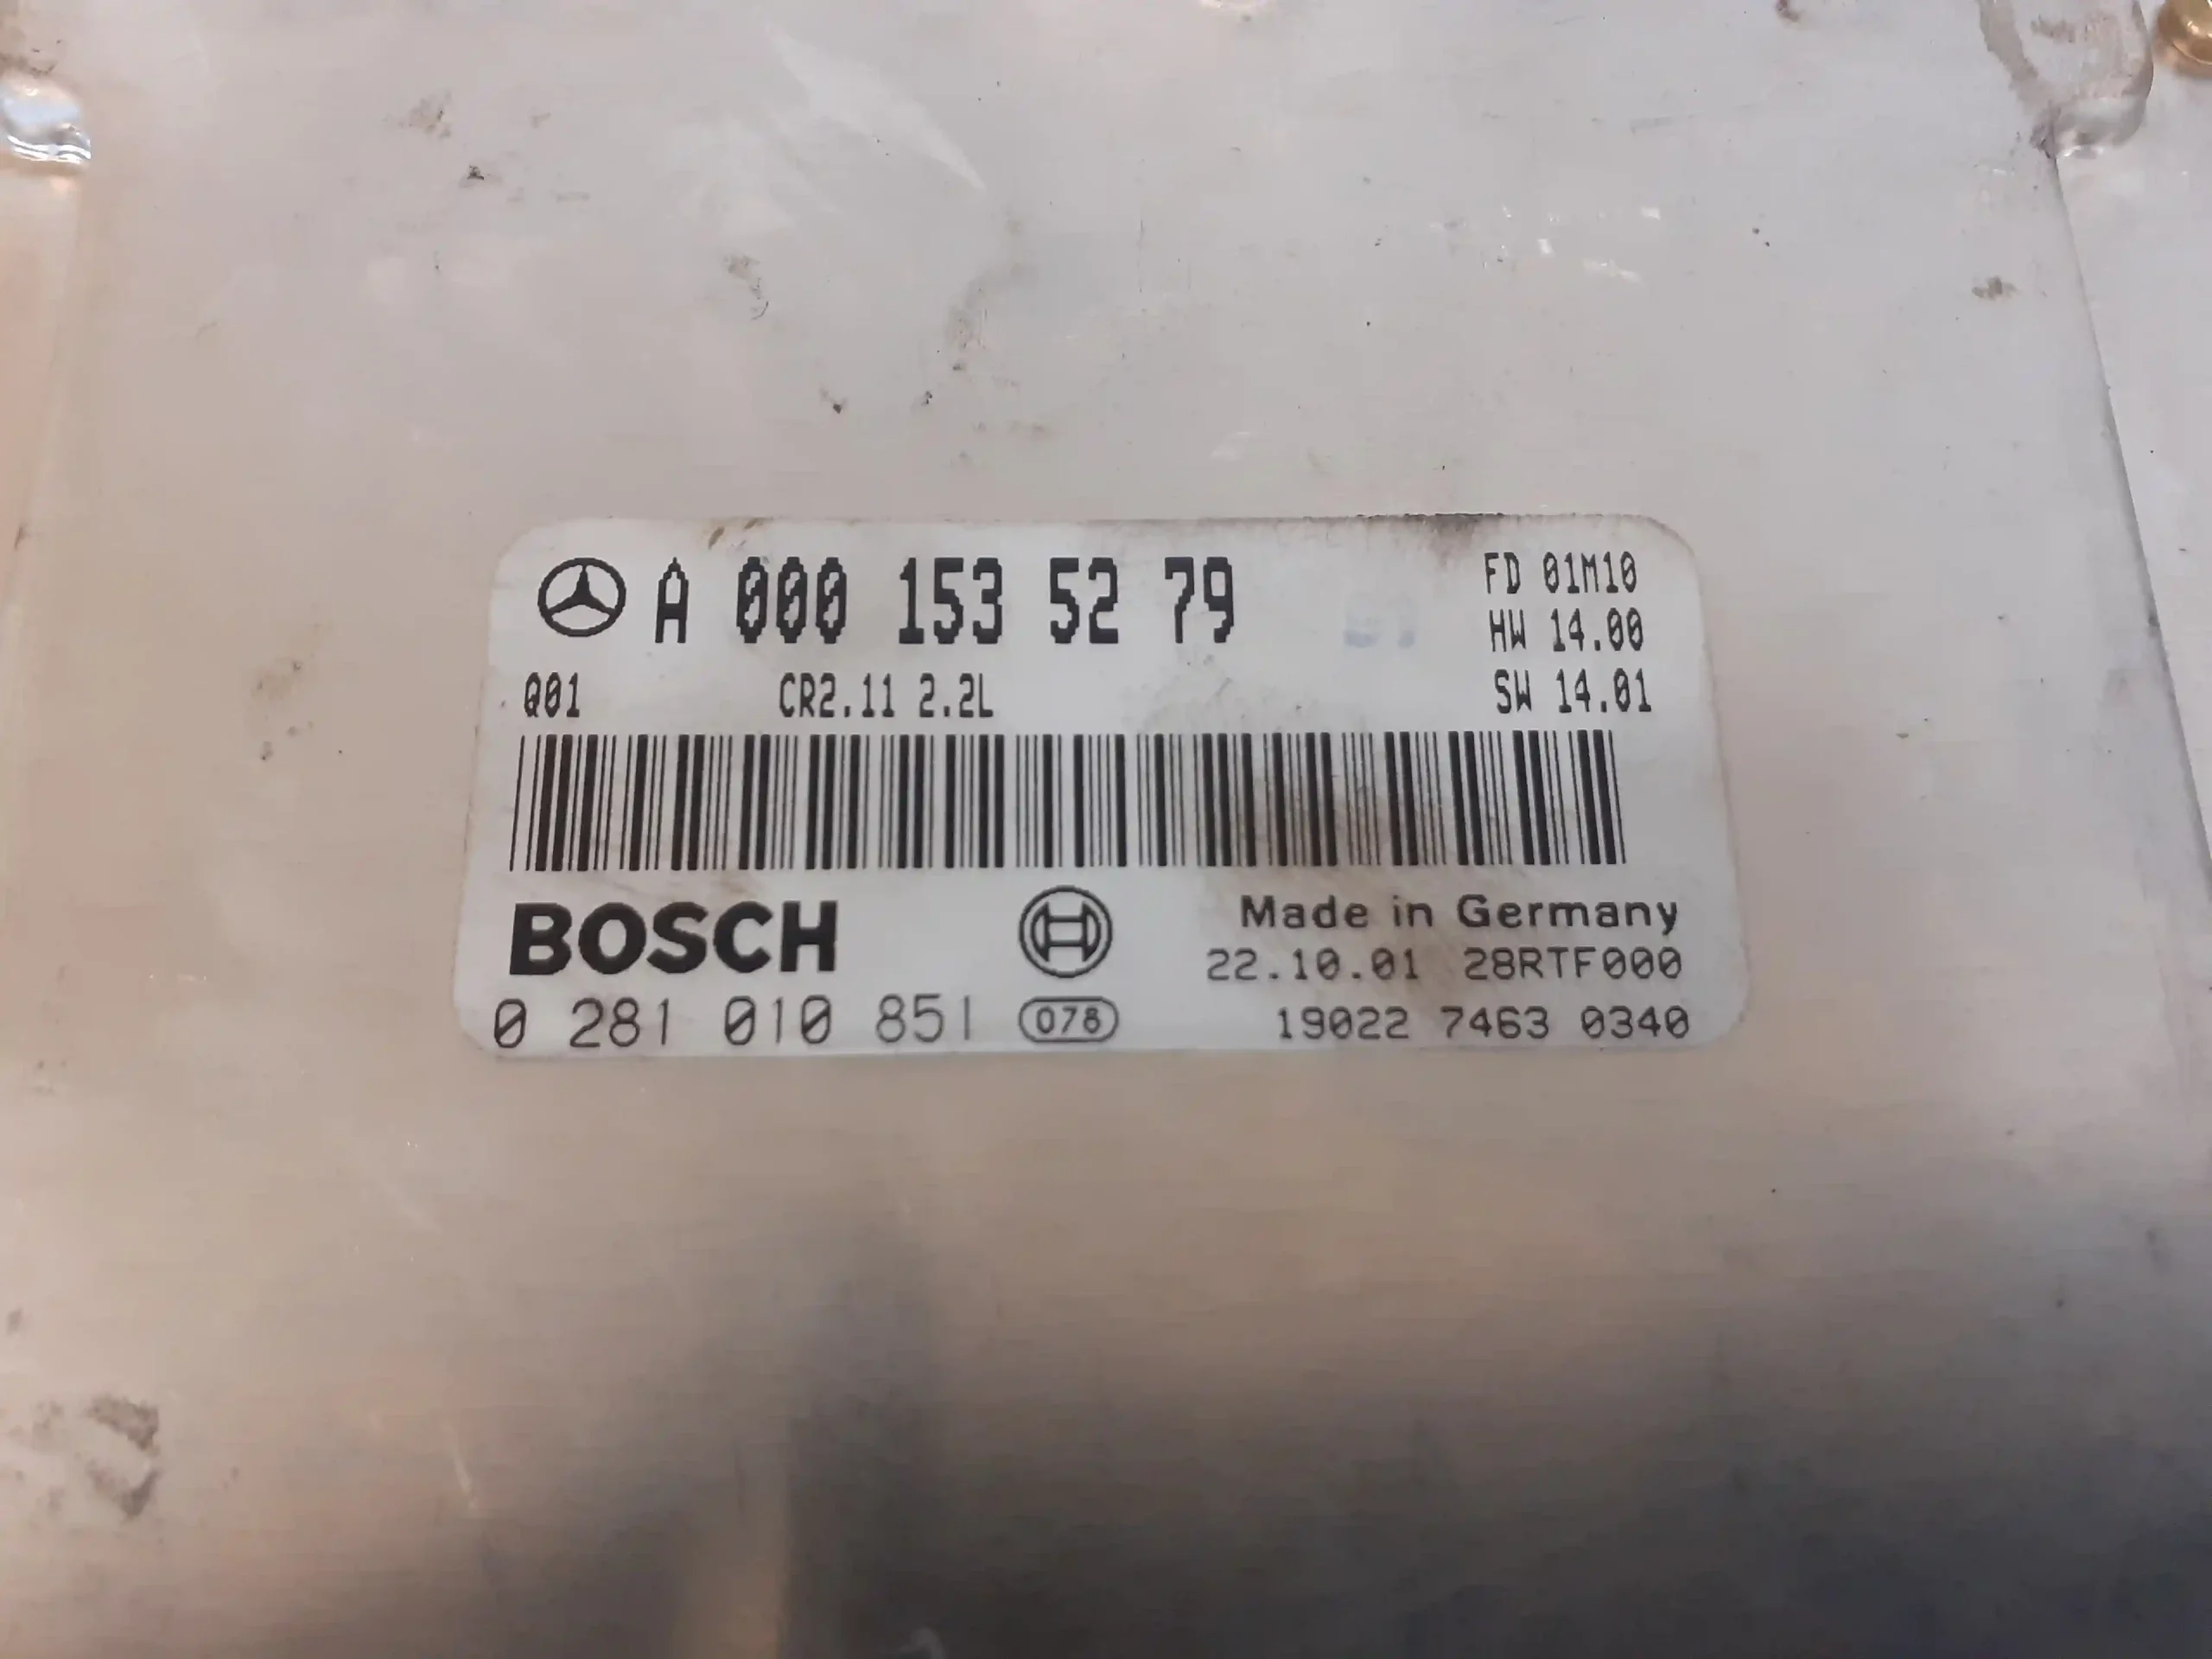 A 000 153 52 79
FD 01M10
HW 14.00
Q01 CR2.11 2.2L SW 14.01
BOSCH Made in Germany
22.10.01 28RTF000
0 281 010 851 078 19022 7463 0340